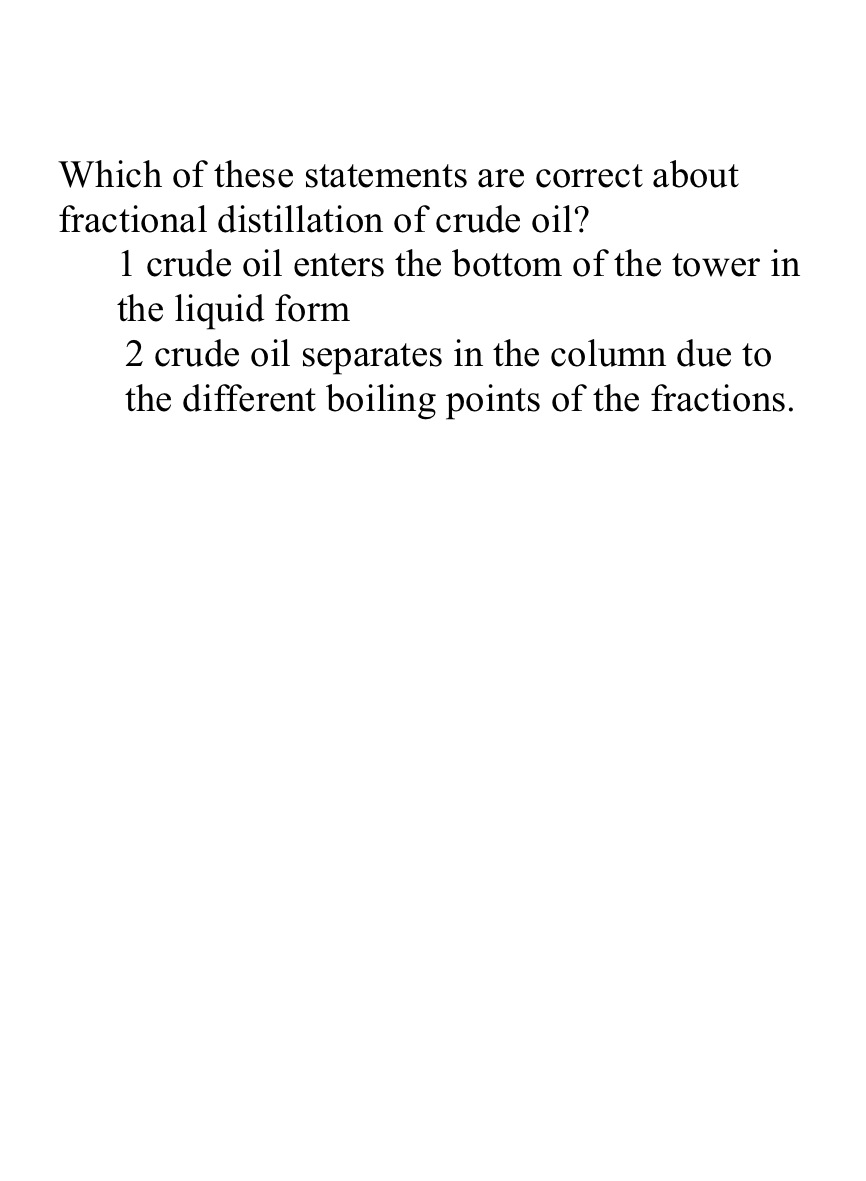 Which of these statements are correct about
fractional distillation of crude oil?
1 crude oil enters the bottom of the tower in
the liquid form
2 crude oil separates in the column due to
the different boiling points of the fractions.